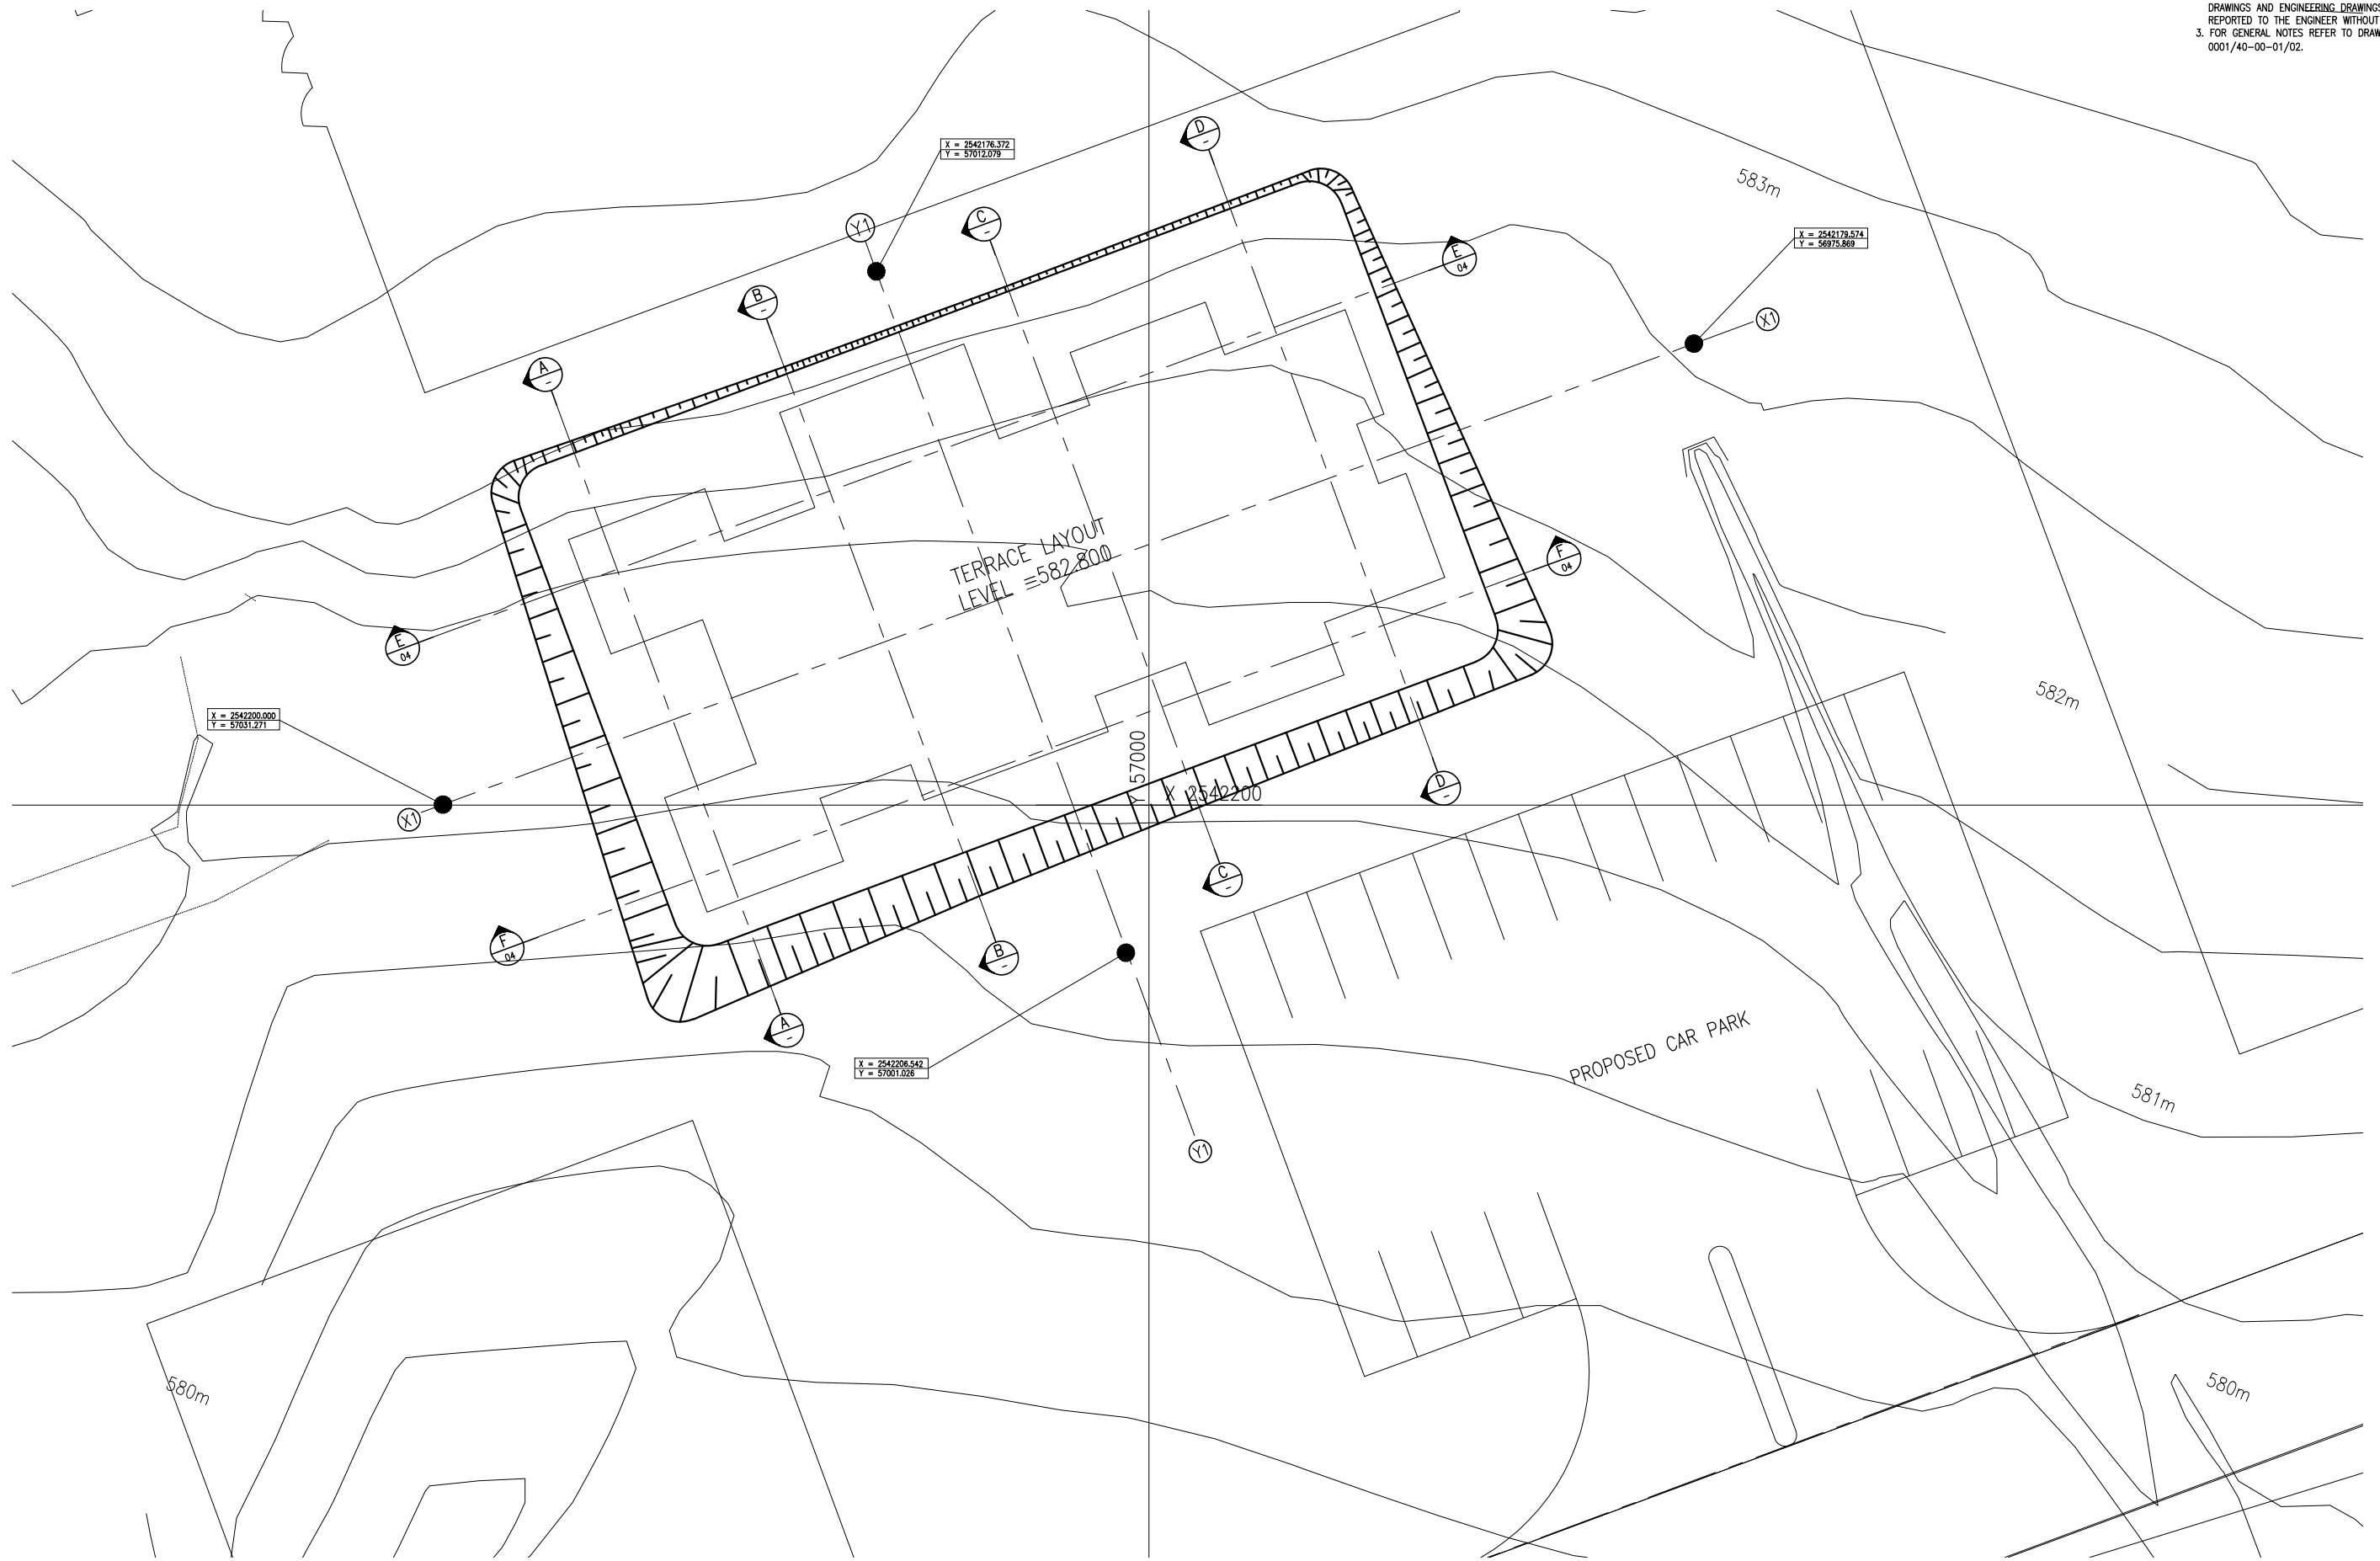 DRAWINGS AND ENGINEERING DRAWINGS
REPORTED TO THE ENGINEER WITHOUT
3. FOR GENERAL NOTES REFER TO DRAW
0001/40-00-01/02.
D
-
X = 2542176.372
Y = 57012.079
583m
Y1
C
-
X = 2542179.574
Y = 56975.869
E
04
B
-
X1
A
-
TERRACE LAYOUT
LEVEL =582.800
F
04
E
04
582m
X = 2542200.000
Y = 57031.271
Y 57000
X 2542200
D
-
X1
C
-
F
04
B
-
A
-
PROPOSED CAR PARK
X = 2542206.542
Y = 57001.026
581m
Y1
580m
580m